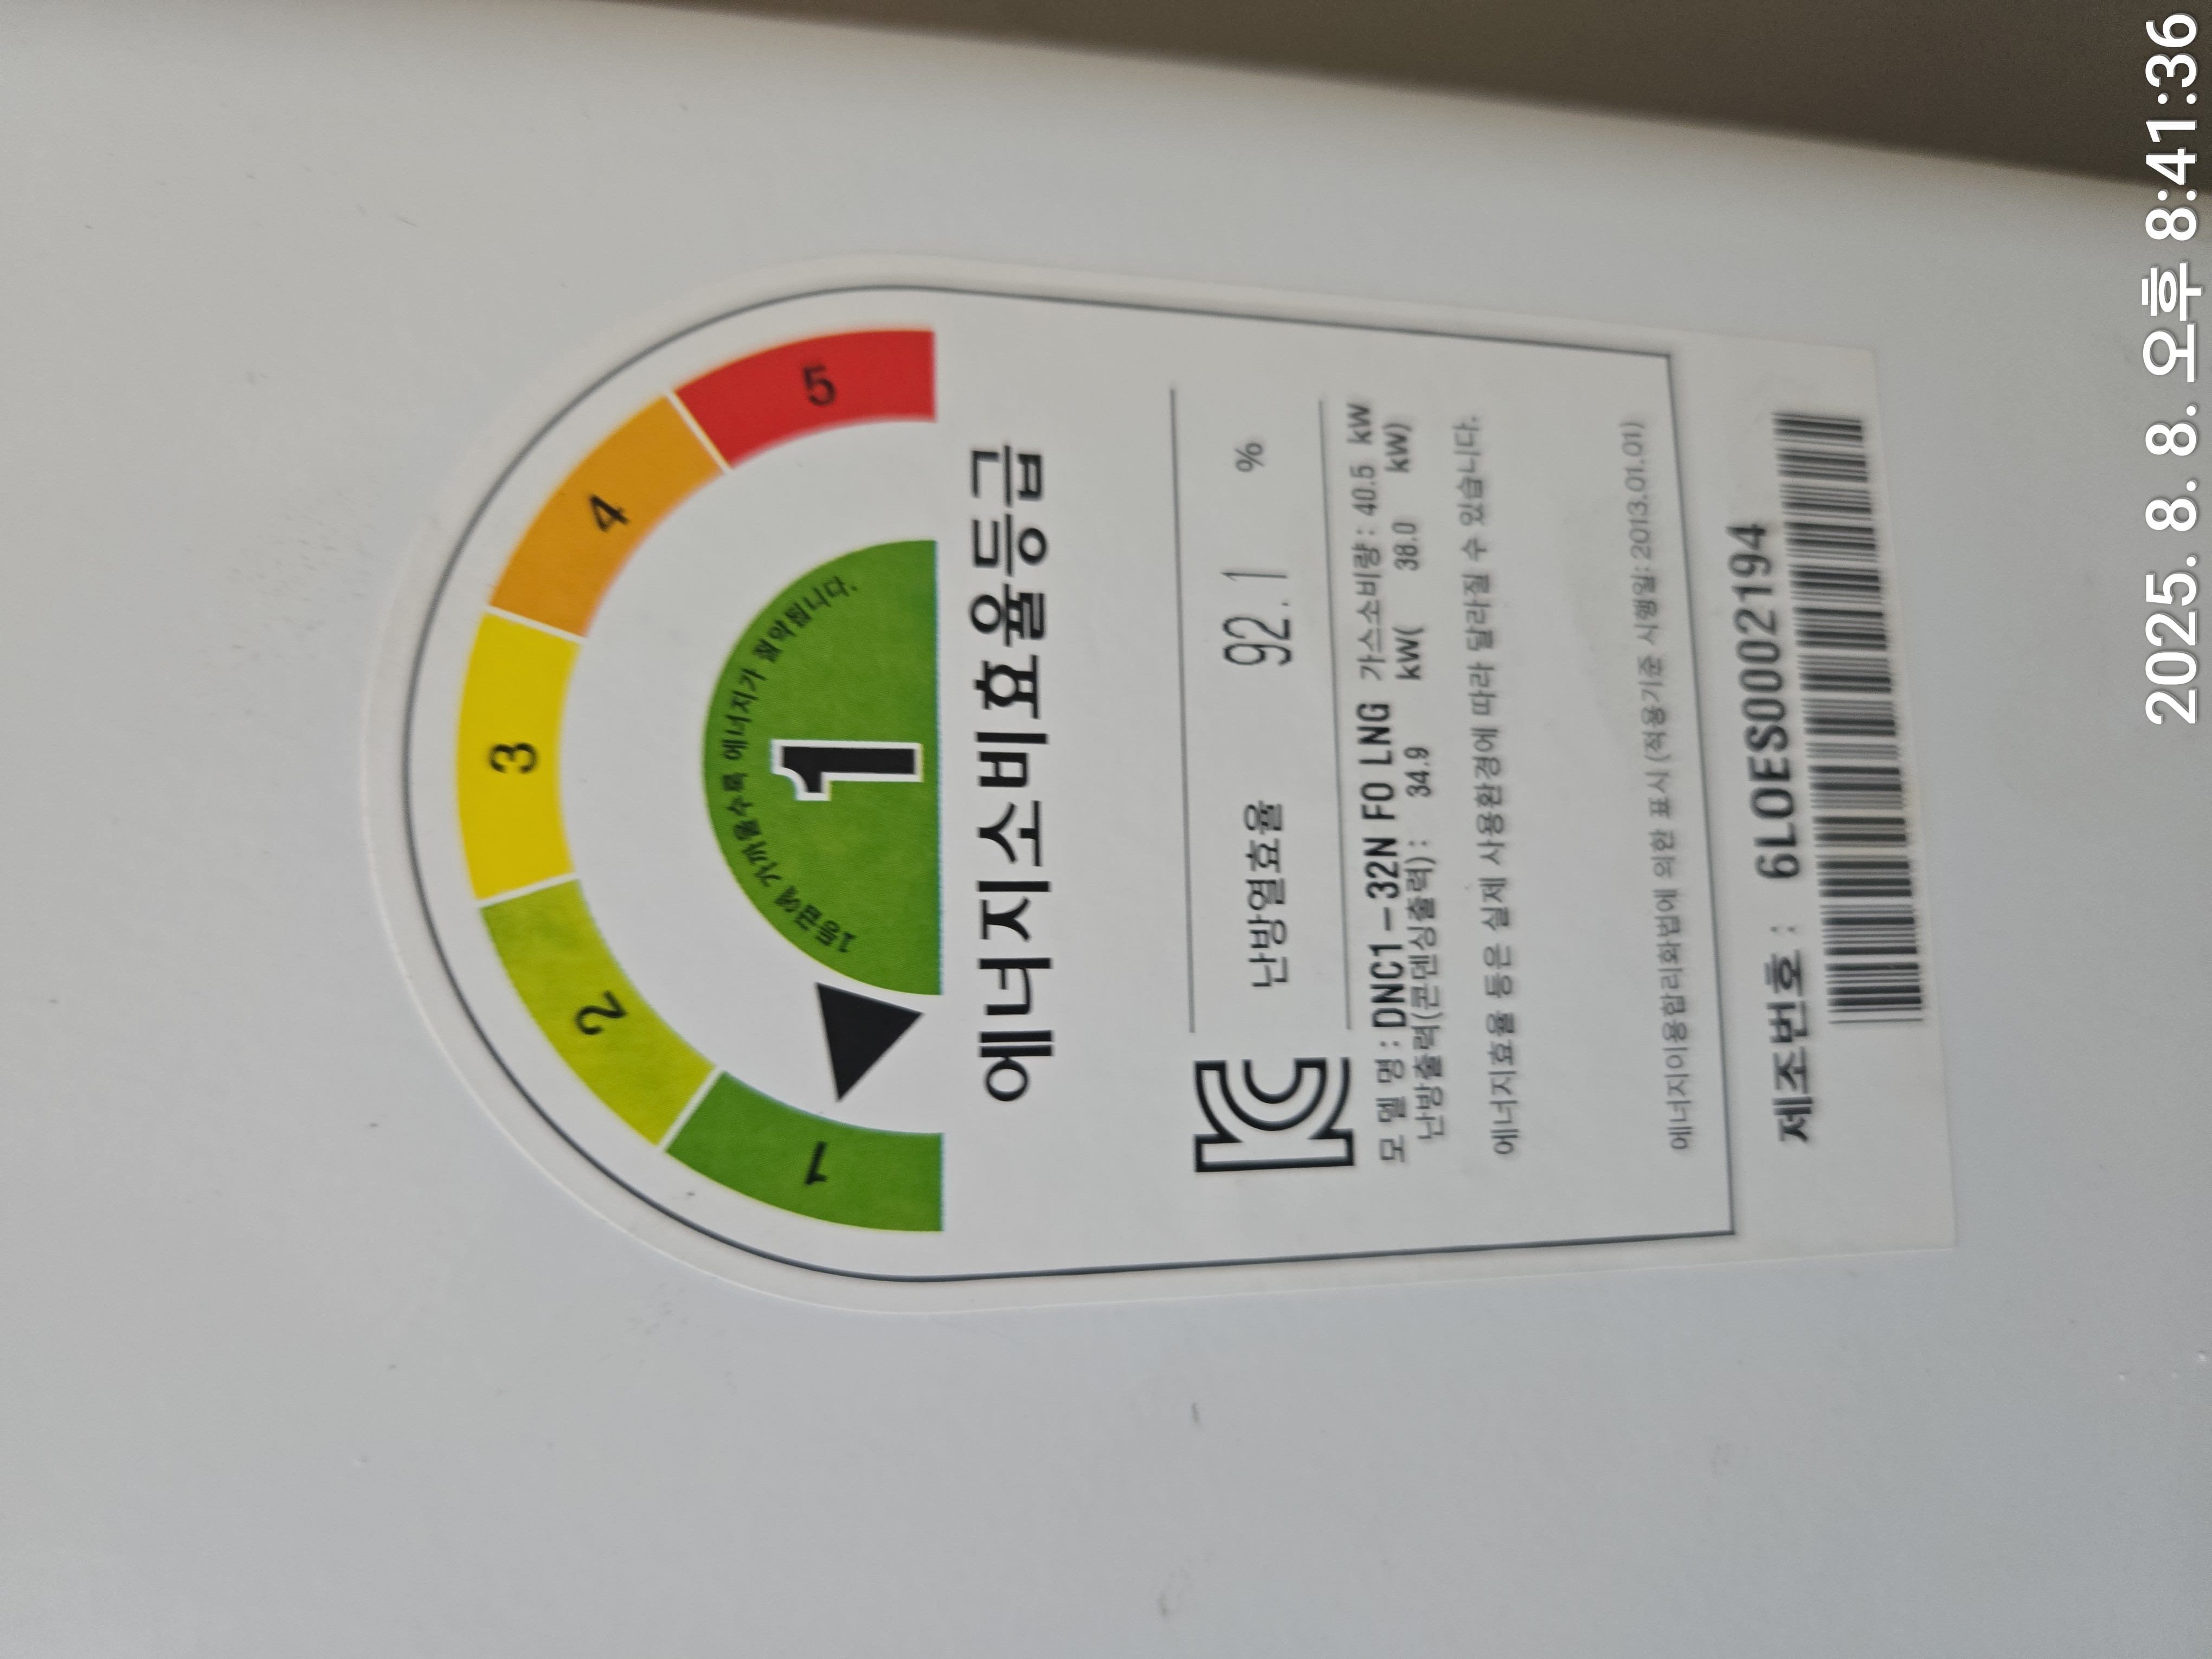 1
2
3
4
5
1등급에 가까울수록 에너지가 절약됩니다.
1
에너지소비효율등급
난방열효율 92.1 %
모 델 명 : DNC1-32N FO LNG 가스소비량 : 40.5 kW
난방출력(콘덴싱출력) : 34.9 kW( 38.0 kW)
에너지효율 등은 실제 사용환경에 따라 달라질 수 있습니다.
에너지이용합리화법에 의한 표시 (적용기준 시행일: 2013.01.01)
제조번호 : 6LOES0002194
2025. 8. 8. 오후 8:41:36